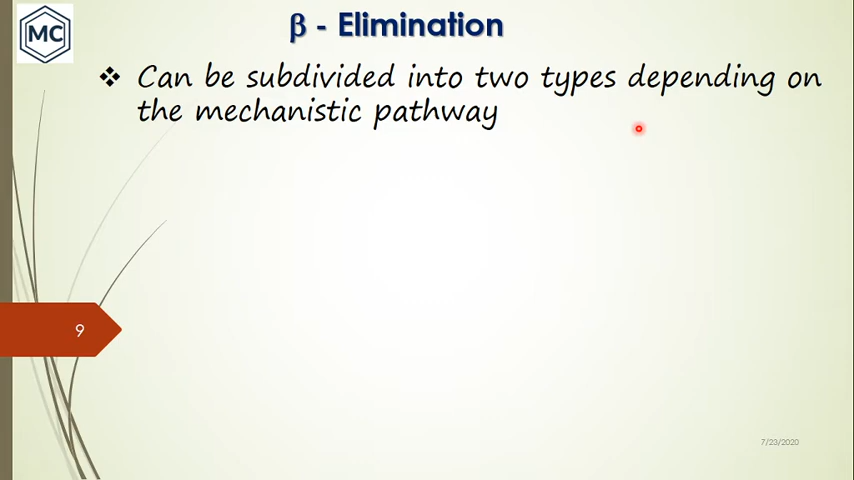 MC
β - Elimination
❖ Can be subdivided into two types depending on
the mechanistic pathway
9
7/23/2020